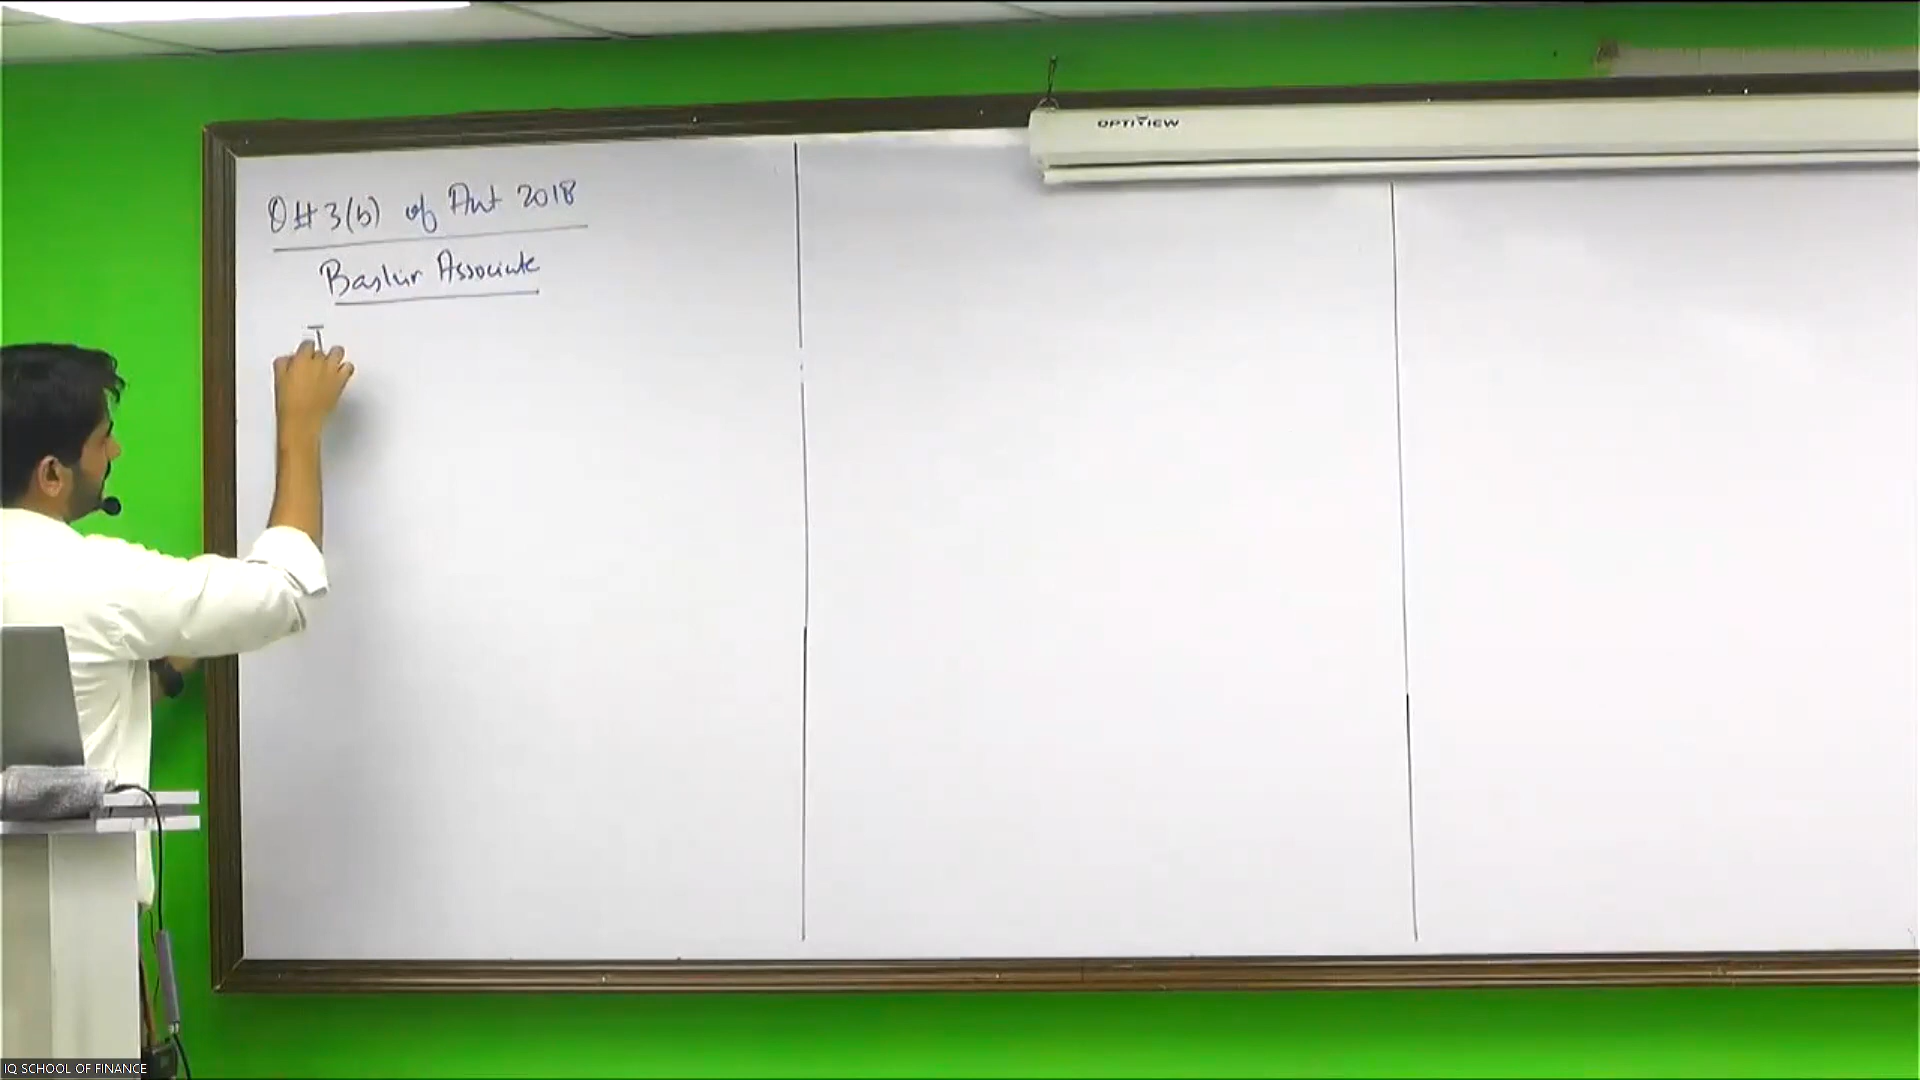 OPTIVIEW
Q#3(b) of Aut 2018
Bashir Associate
T
IQ SCHOOL OF FINANCE